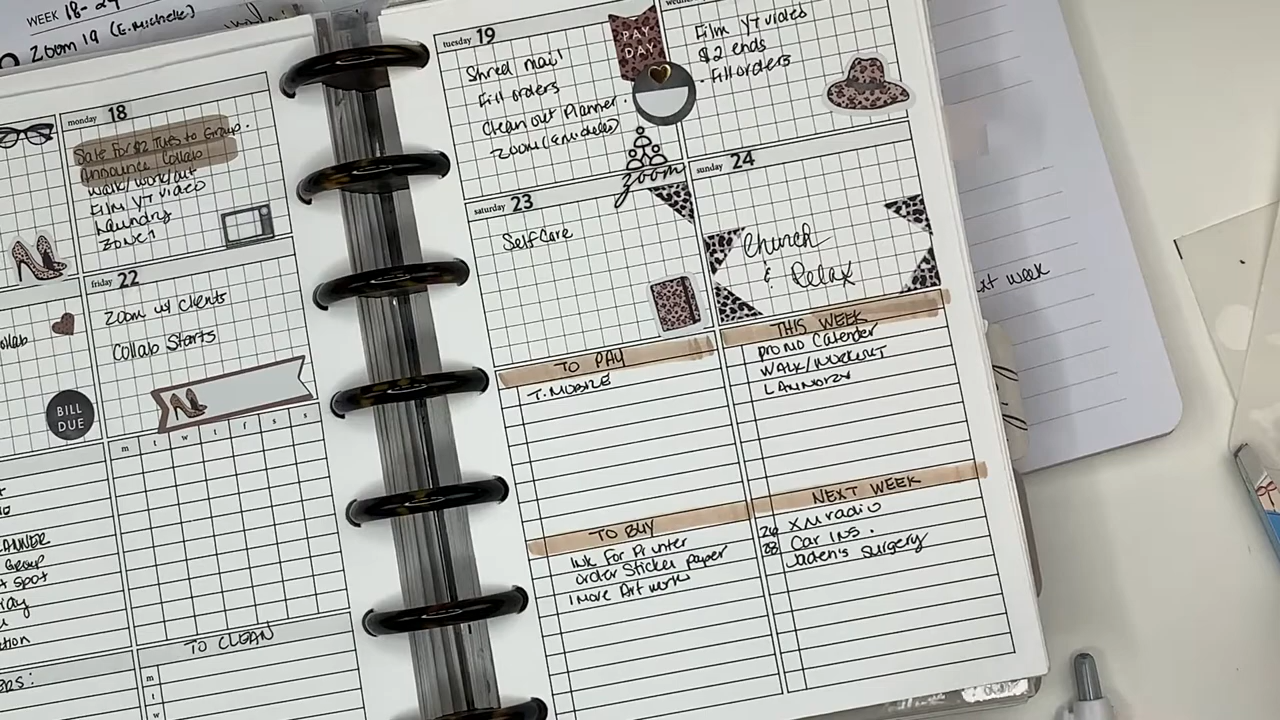 WEEK 18-24
Zoom 19 (E.Michele)
monday 18
Sale for $2 Tues to Group.
Announce Collab
Walk/workout
Film YT video
Laundry
Zone 1
friday 22
Zoom w/ clients
Collab Starts
BILL
DUE
m t w t f s s
TO CLEAN
m
t
w
tuesday 19
Shred mail
Fill orders
Clean out Planner.
PAY
DAY
zoom
Film YT video
$2 ends
- Fill orders
saturday 23
Self Care
sunday 24
Church
& Relax
TO PAY
T. MOBILE
THIS WEEK
Promo Calender
WALK/WORKOUT
LAUNDRY
TO BUY
Ink For Printer
order Sticker paper
1 More Art work
NEXT WEEK
26 XM radio
28 Car INS.
Jaden's surgery
week